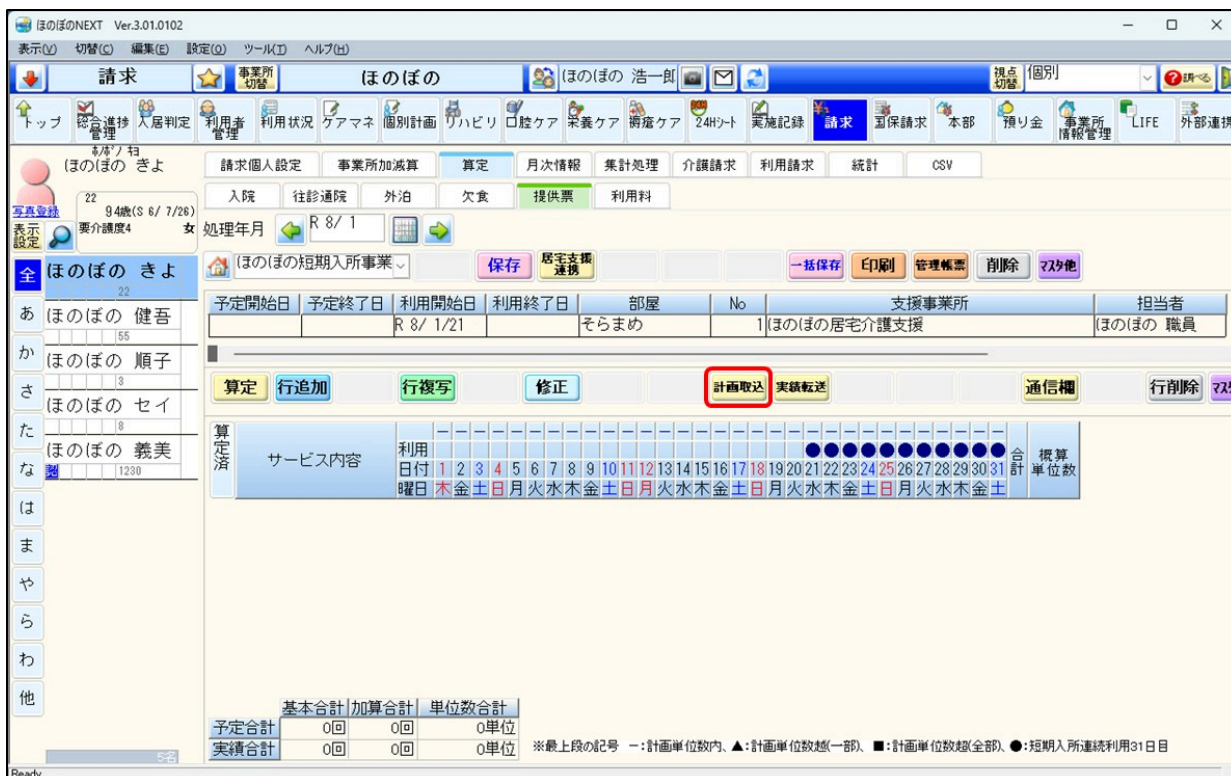 ほのぼのNEXT Ver.3.01.0102
表示(V) 切替(C) 編集(E) 設定(O) ツール(T) ヘルプ(H)
請求 事業所切替 ほのぼの ほのぼの 浩一郎 視点切替 個別 調べる
トップ 総合進捗管理 入居判定 利用者管理 利用状況 ケアマネ 個別計画 リハビリ 口腔ケア 栄養ケア 褥瘡ケア 24Hシート 実施記録 請求 国保請求 本部 預り金 事業所情報管理 LIFE 外部連携
ホノボノ キヨ
ほのぼの きよ
22
94歳(S 6/ 7/26)
要介護度4 女
写真登録
表示設定
請求個人設定 事業所加減算 算定 月次情報 集計処理 介護請求 利用請求 統計 CSV
入院 往診通院 外泊 欠食 提供票 利用料
処理年月 R 8/ 1
ほのぼの短期入所事業 保存 居宅支援連携 一括保存 印刷 管理帳票 削除 マスタ他
予定開始日 予定終了日 利用開始日 利用終了日 部屋 No 支援事業所 担当者
R 8/ 1/21 そらまめ 1 ほのぼの居宅介護支援 ほのぼの 職員
算定 行追加 行複写 修正 計画取込 実績転送 通信欄 行削除
全 ほのぼの きよ
22
あ ほのぼの 健吾
55
か ほのぼの 順子
3
さ ほのぼの セイ
8
た ほのぼの 義美
な 1230
は
ま
や
ら
わ
他
5名
算定済 サービス内容 利用 － － － － － － － － － － － － － － － － － － － － － － － － － － － － － － － 合計 概算単位数
● ● ● ● ● ● ● ● ● ● ●
日付 1 2 3 4 5 6 7 8 9 10 11 12 13 14 15 16 17 18 19 20 21 22 23 24 25 26 27 28 29 30 31
曜日 木 金 土 日 月 火 水 木 金 土 日 月 火 水 木 金 土 日 月 火 水 木 金 土 日 月 火 水 木 金 土
基本合計 加算合計 単位数合計
予定合計 0回 0回 0単位
実績合計 0回 0回 0単位
※最上段の記号 －:計画単位数内、▲:計画単位数越(一部)、■:計画単位数越(全部)、●:短期入所連続利用31日目
Ready